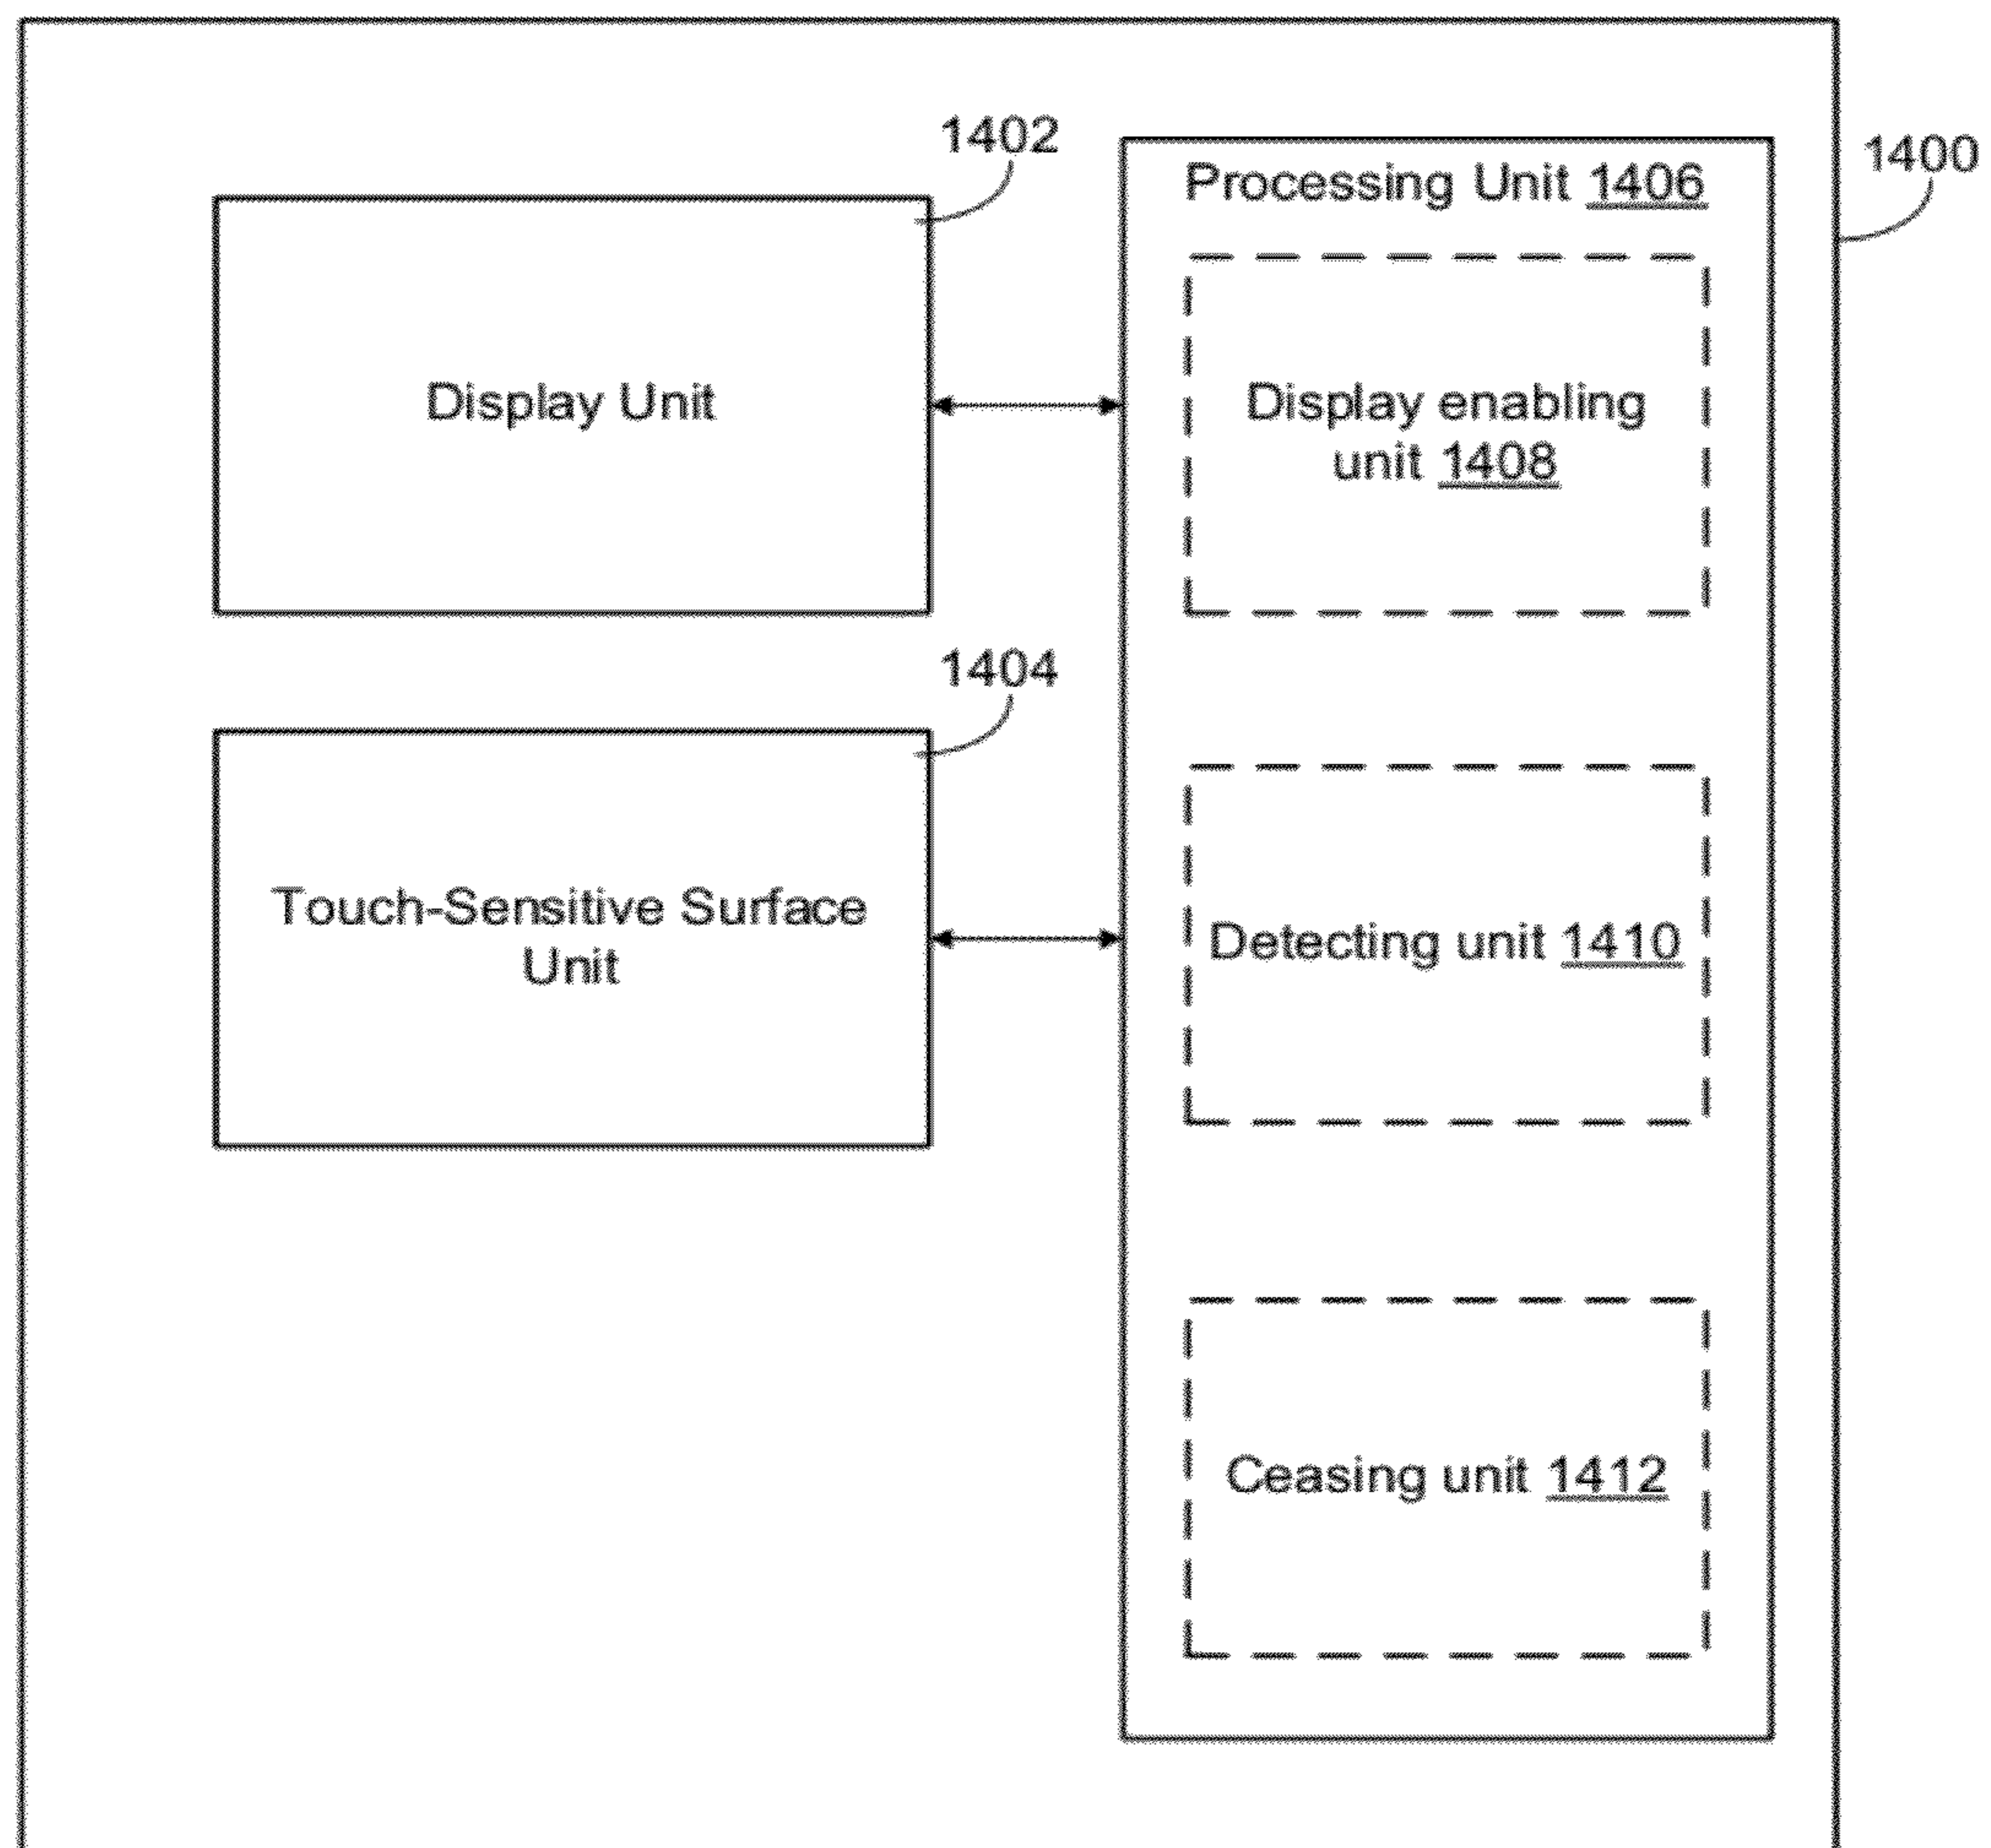 1402
1400
Processing Unit 1406
Display Unit
Display enabling
unit 1408
1404
Touch-Sensitive Surface
Unit
Detecting unit 1410
Ceasing unit 1412